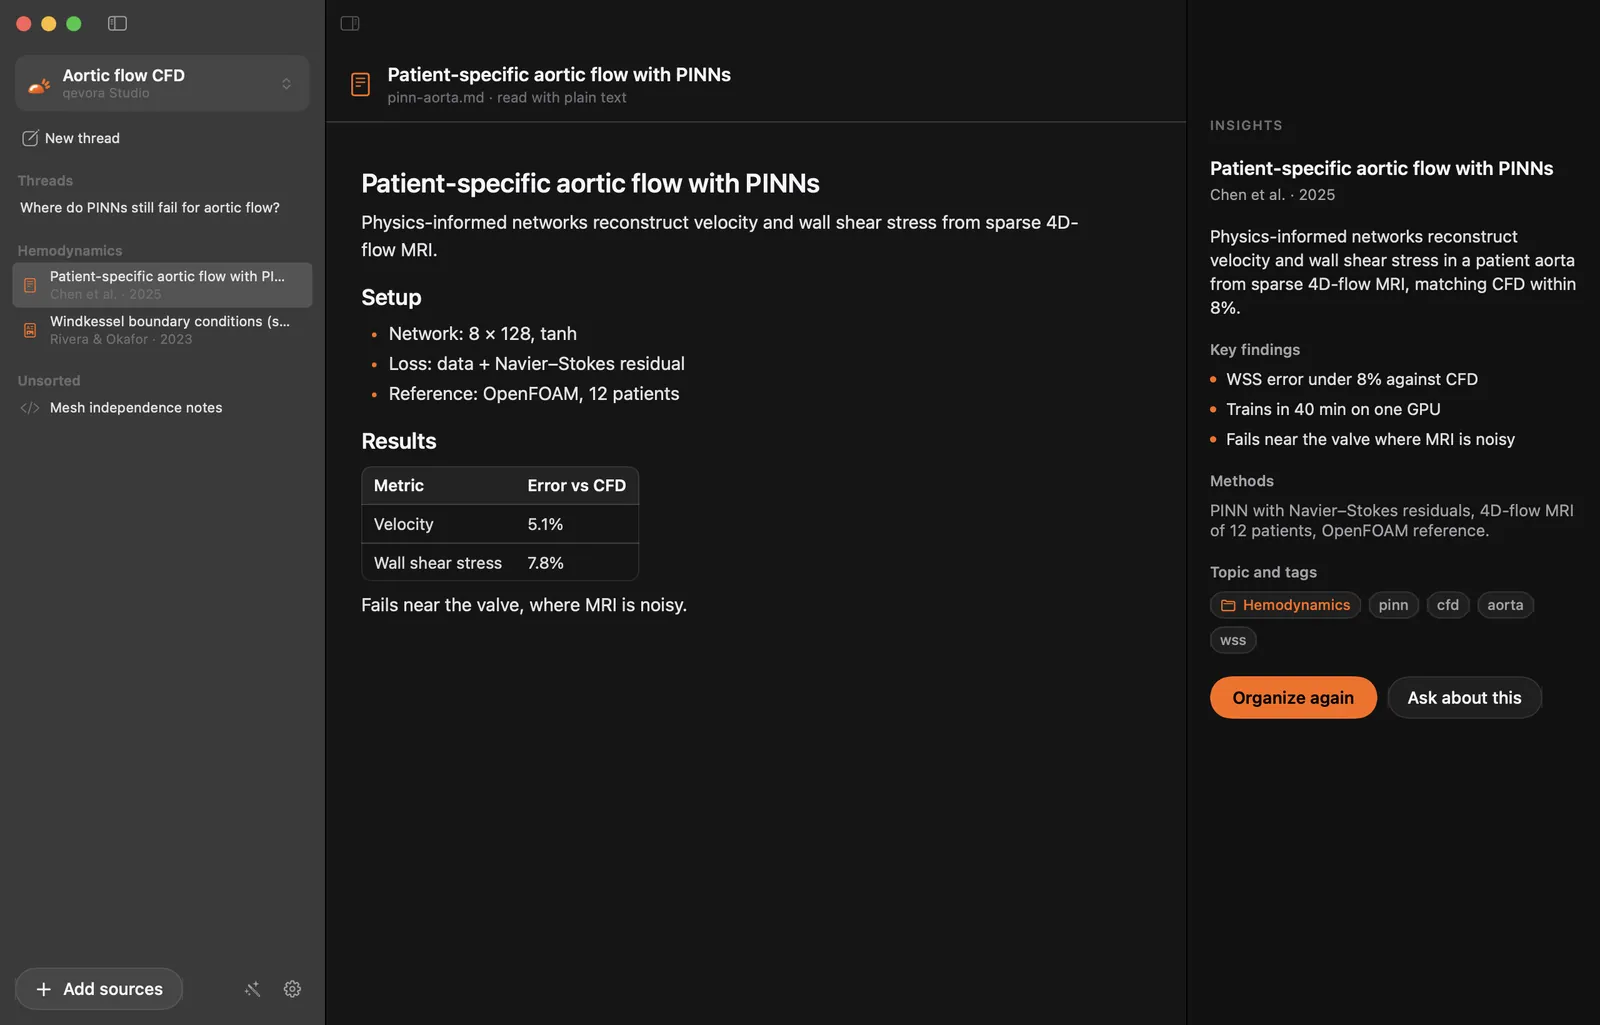 Aortic flow CFD
qevora Studio
New thread
Threads
Where do PINNs still fail for aortic flow?
Hemodynamics
Patient-specific aortic flow with PI...
Chen et al. · 2025
Windkessel boundary conditions (s...
Rivera & Okafor · 2023
Unsorted
</> Mesh independence notes
+ Add sources
Patient-specific aortic flow with PINNs
pinn-aorta.md · read with plain text
Patient-specific aortic flow with PINNs
Physics-informed networks reconstruct velocity and wall shear stress from sparse 4D-
flow MRI.
Setup
• Network: 8 × 128, tanh
• Loss: data + Navier–Stokes residual
• Reference: OpenFOAM, 12 patients
Results
Metric Error vs CFD
Velocity 5.1%
Wall shear stress 7.8%
Fails near the valve, where MRI is noisy.
INSIGHTS
Patient-specific aortic flow with PINNs
Chen et al. · 2025
Physics-informed networks reconstruct
velocity and wall shear stress in a patient aorta
from sparse 4D-flow MRI, matching CFD within
8%.
Key findings
• WSS error under 8% against CFD
• Trains in 40 min on one GPU
• Fails near the valve where MRI is noisy
Methods
PINN with Navier–Stokes residuals, 4D-flow MRI
of 12 patients, OpenFOAM reference.
Topic and tags
Hemodynamics pinn cfd aorta
wss
Organize again Ask about this